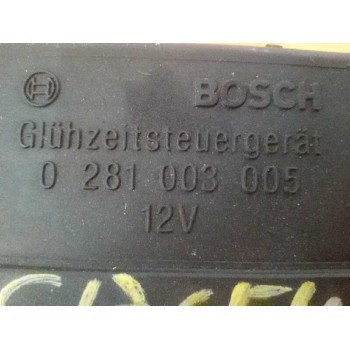 BOSCH
Glühzeitsteuergerät
0 281 003 005
12V